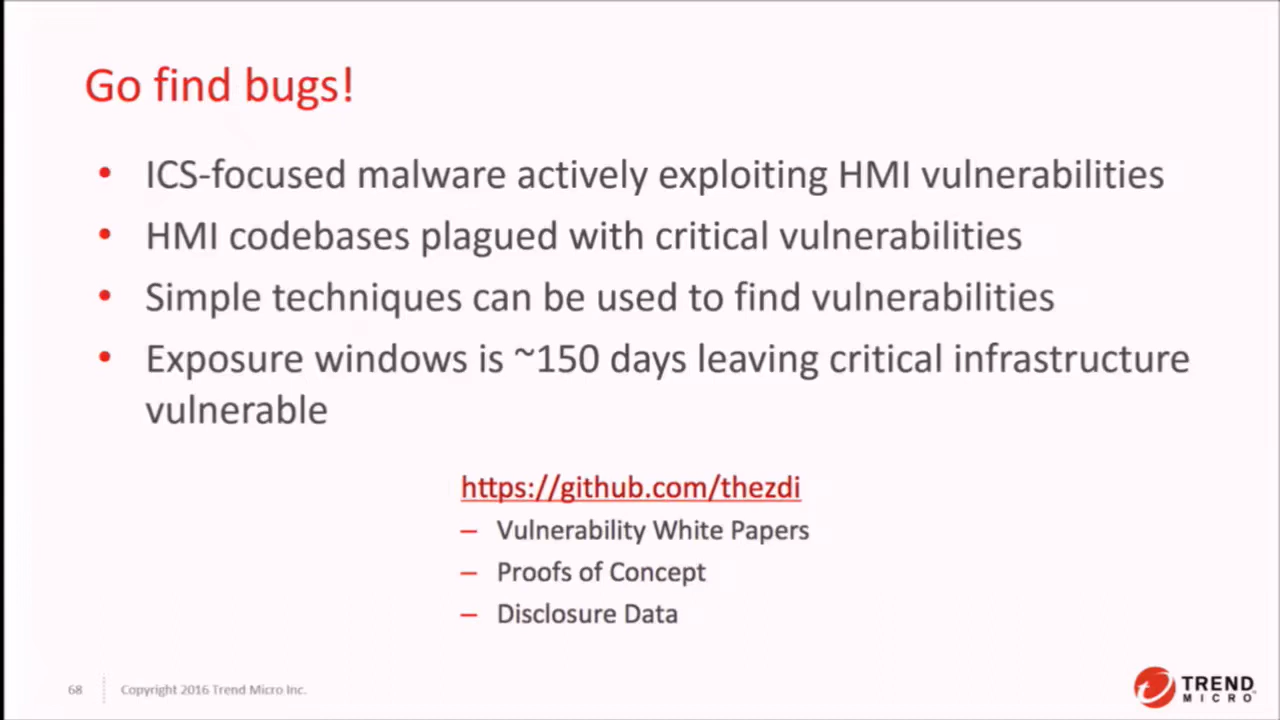 Go find bugs!
• ICS-focused malware actively exploiting HMI vulnerabilities
• HMI codebases plagued with critical vulnerabilities
• Simple techniques can be used to find vulnerabilities
• Exposure windows is ~150 days leaving critical infrastructure
vulnerable
https://github.com/thezdi
– Vulnerability White Papers
– Proofs of Concept
– Disclosure Data
68
Copyright 2016 Trend Micro Inc.
TREND
MICRO